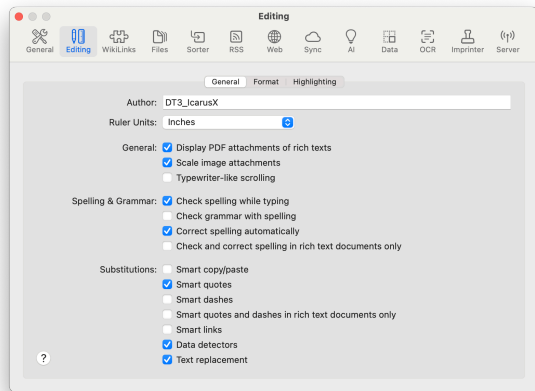 Editing
General Editing WikiLinks Files Sorter RSS Web Sync AI Data OCR Imprinter Server
General Format Highlighting
Author: DT3_IcarusX
Ruler Units: Inches
General: Display PDF attachments of rich texts
Scale image attachments
Typewriter-like scrolling
Spelling & Grammar: Check spelling while typing
Check grammar with spelling
Correct spelling automatically
Check and correct spelling in rich text documents only
Substitutions: Smart copy/paste
Smart quotes
Smart dashes
Smart quotes and dashes in rich text documents only
Smart links
Data detectors
? Text replacement